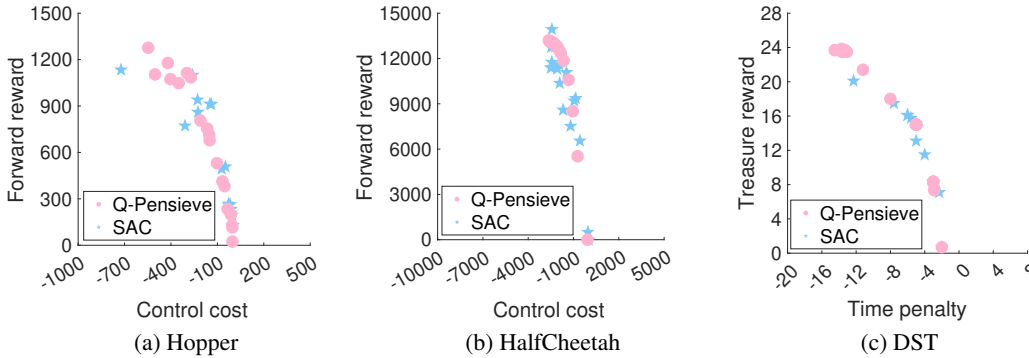 1500
1200
900
600
300
0
-1000
-700
-400
-100
200
500
Forward reward
Control cost
Q-Pensieve
SAC
(a) Hopper
15000
12000
9000
6000
3000
0
-10000
-7000
-4000
-1000
2000
5000
Forward reward
Control cost
Q-Pensieve
SAC
(b) HalfCheetah
28
24
20
16
12
8
4
0
-20
-16
-12
-8
-4
0
4
8
Treasure reward
Time penalty
Q-Pensieve
SAC
(c) DST